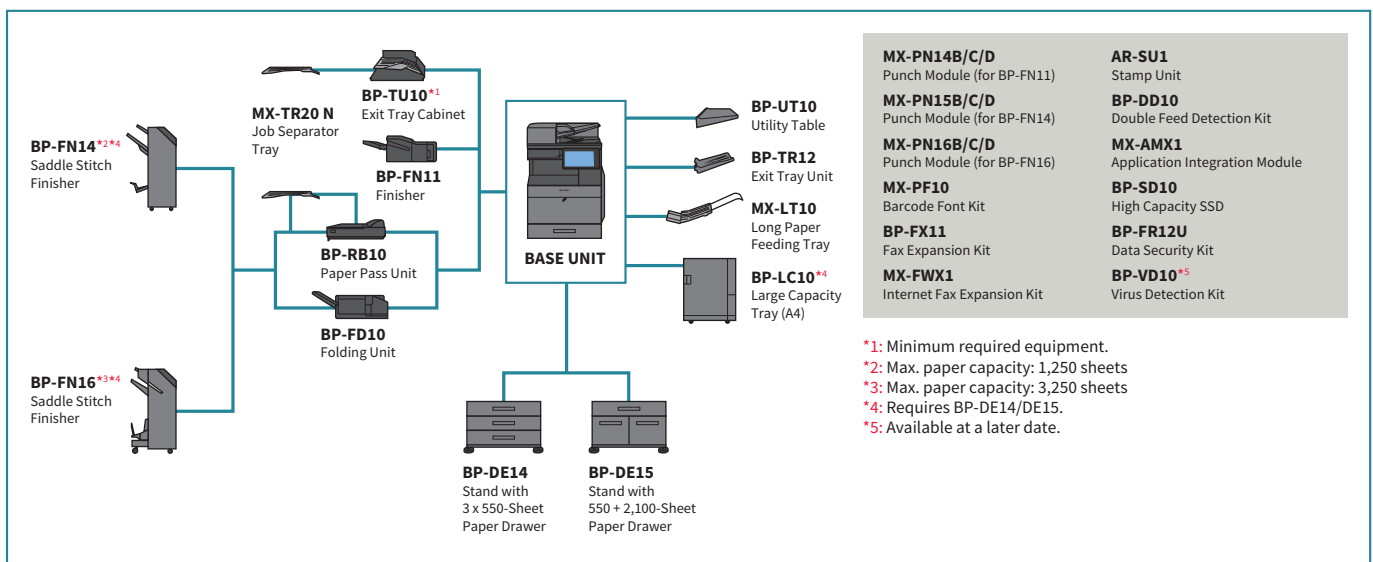 MX-TR20 N
Job Separator
Tray
BP-TU10*1
Exit Tray Cabinet
BP-FN11
Finisher
BP-FN14*2*4
Saddle Stitch
Finisher
BP-RB10
Paper Pass Unit
BP-FD10
Folding Unit
BP-FN16*3*4
Saddle Stitch
Finisher
BASE UNIT
BP-UT10
Utility Table
BP-TR12
Exit Tray Unit
MX-LT10
Long Paper
Feeding Tray
BP-LC10*4
Large Capacity
Tray (A4)
BP-DE14
Stand with
3 x 550-Sheet
Paper Drawer
BP-DE15
Stand with
550 + 2,100-Sheet
Paper Drawer
MX-PN14B/C/D
Punch Module (for BP-FN11)
MX-PN15B/C/D
Punch Module (for BP-FN14)
MX-PN16B/C/D
Punch Module (for BP-FN16)
MX-PF10
Barcode Font Kit
BP-FX11
Fax Expansion Kit
MX-FWX1
Internet Fax Expansion Kit
AR-SU1
Stamp Unit
BP-DD10
Double Feed Detection Kit
MX-AMX1
Application Integration Module
BP-SD10
High Capacity SSD
BP-FR12U
Data Security Kit
BP-VD10*5
Virus Detection Kit
*1: Minimum required equipment.
*2: Max. paper capacity: 1,250 sheets
*3: Max. paper capacity: 3,250 sheets
*4: Requires BP-DE14/DE15.
*5: Available at a later date.